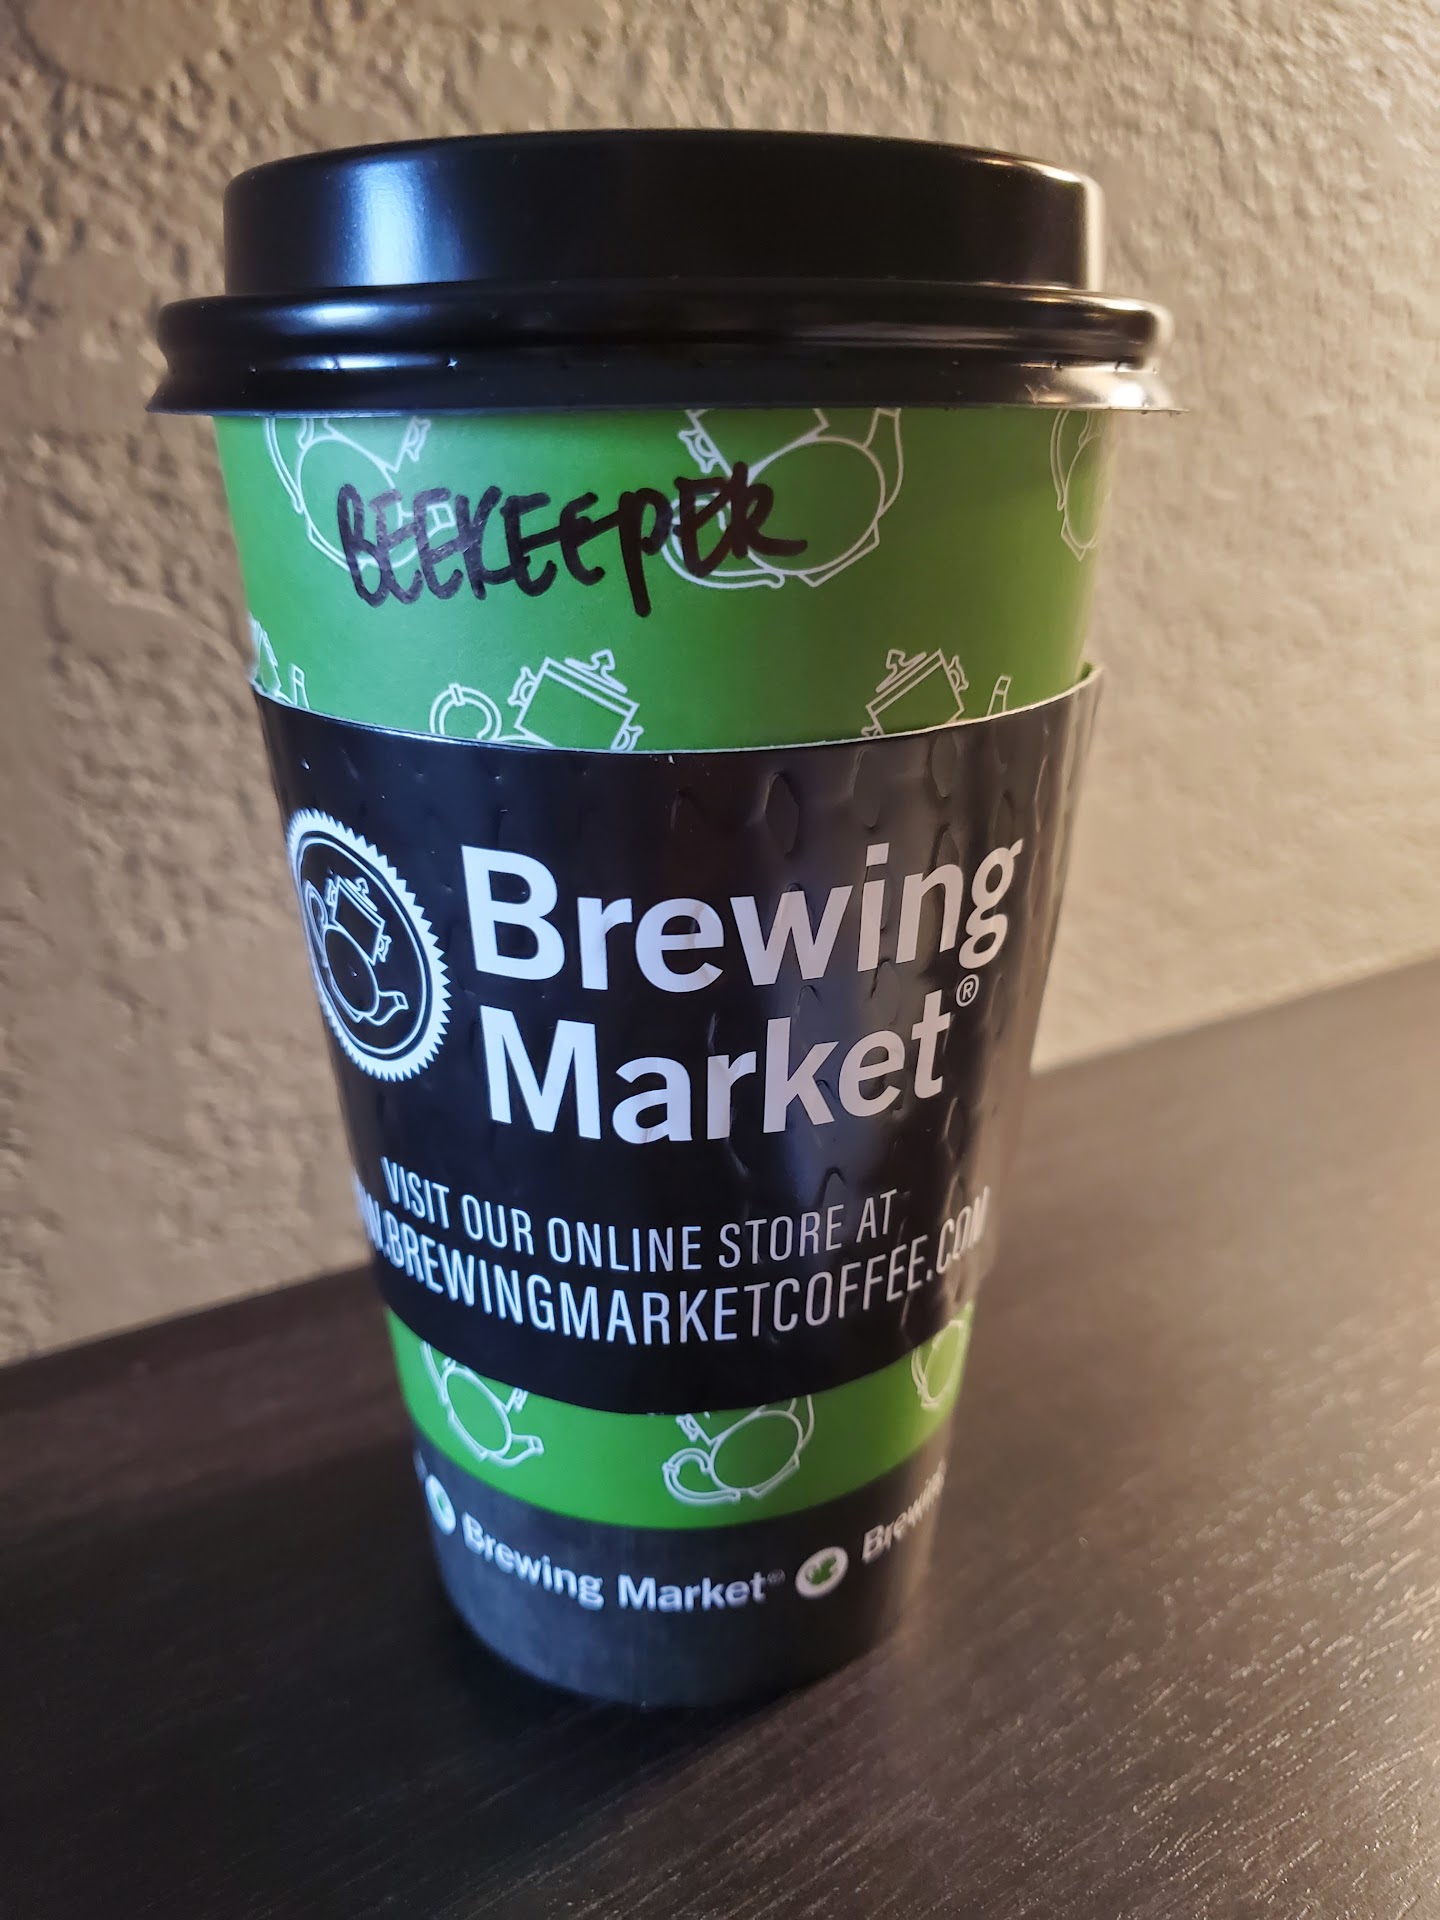 BEEKEEPER
Brewing
Market®
VISIT OUR ONLINE STORE AT
.BREWINGMARKETCOFFEE.COM
Brewing Market